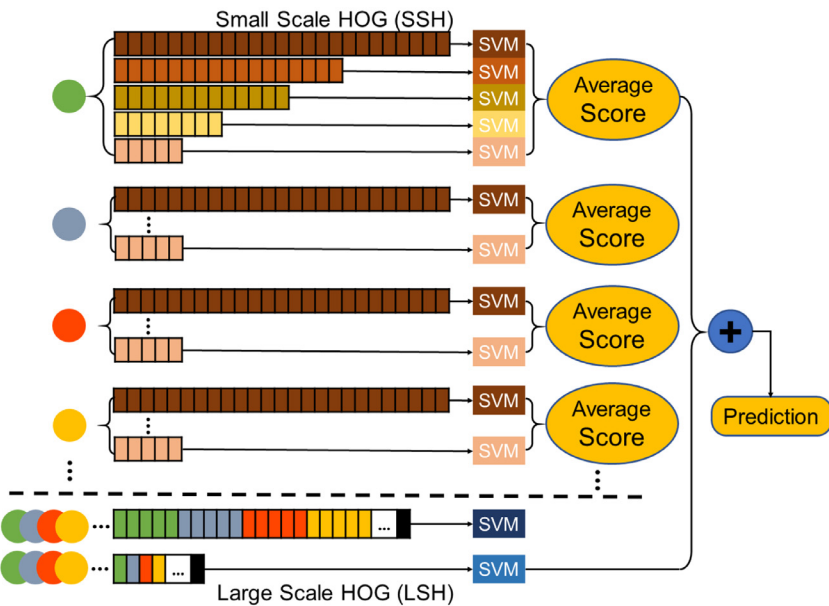 Small Scale HOG (SSH)
SVM
SVM
SVM
SVM
SVM
Average
Score
SVM
SVM
Average
Score
SVM
SVM
Average
Score
SVM
SVM
Average
Score
+
Prediction
...
SVM
...
...
SVM
...
Large Scale HOG (LSH)